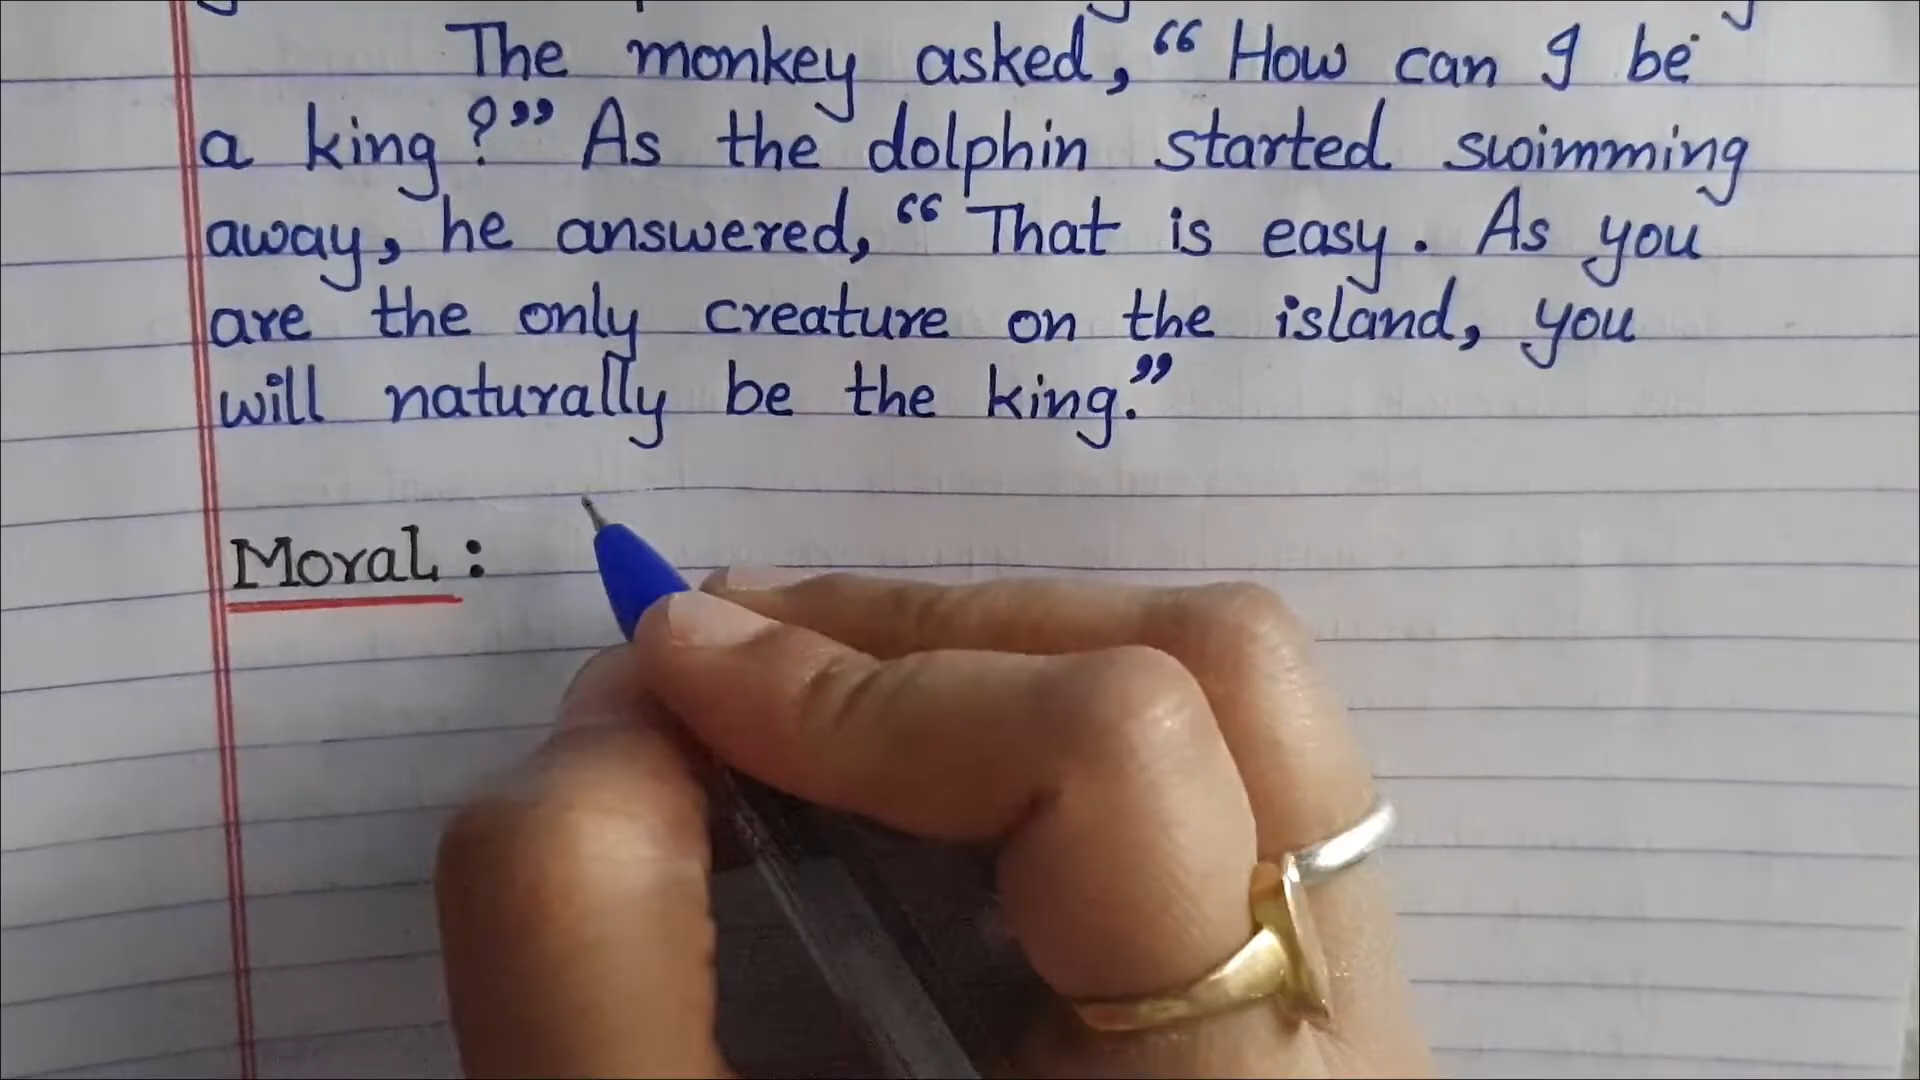 The monkey asked, “How can I be
a king?” As the dolphin started swimming
away, he answered, “That is easy. As you
are the only creature on the island, you
will naturally be the king.”
Moral: